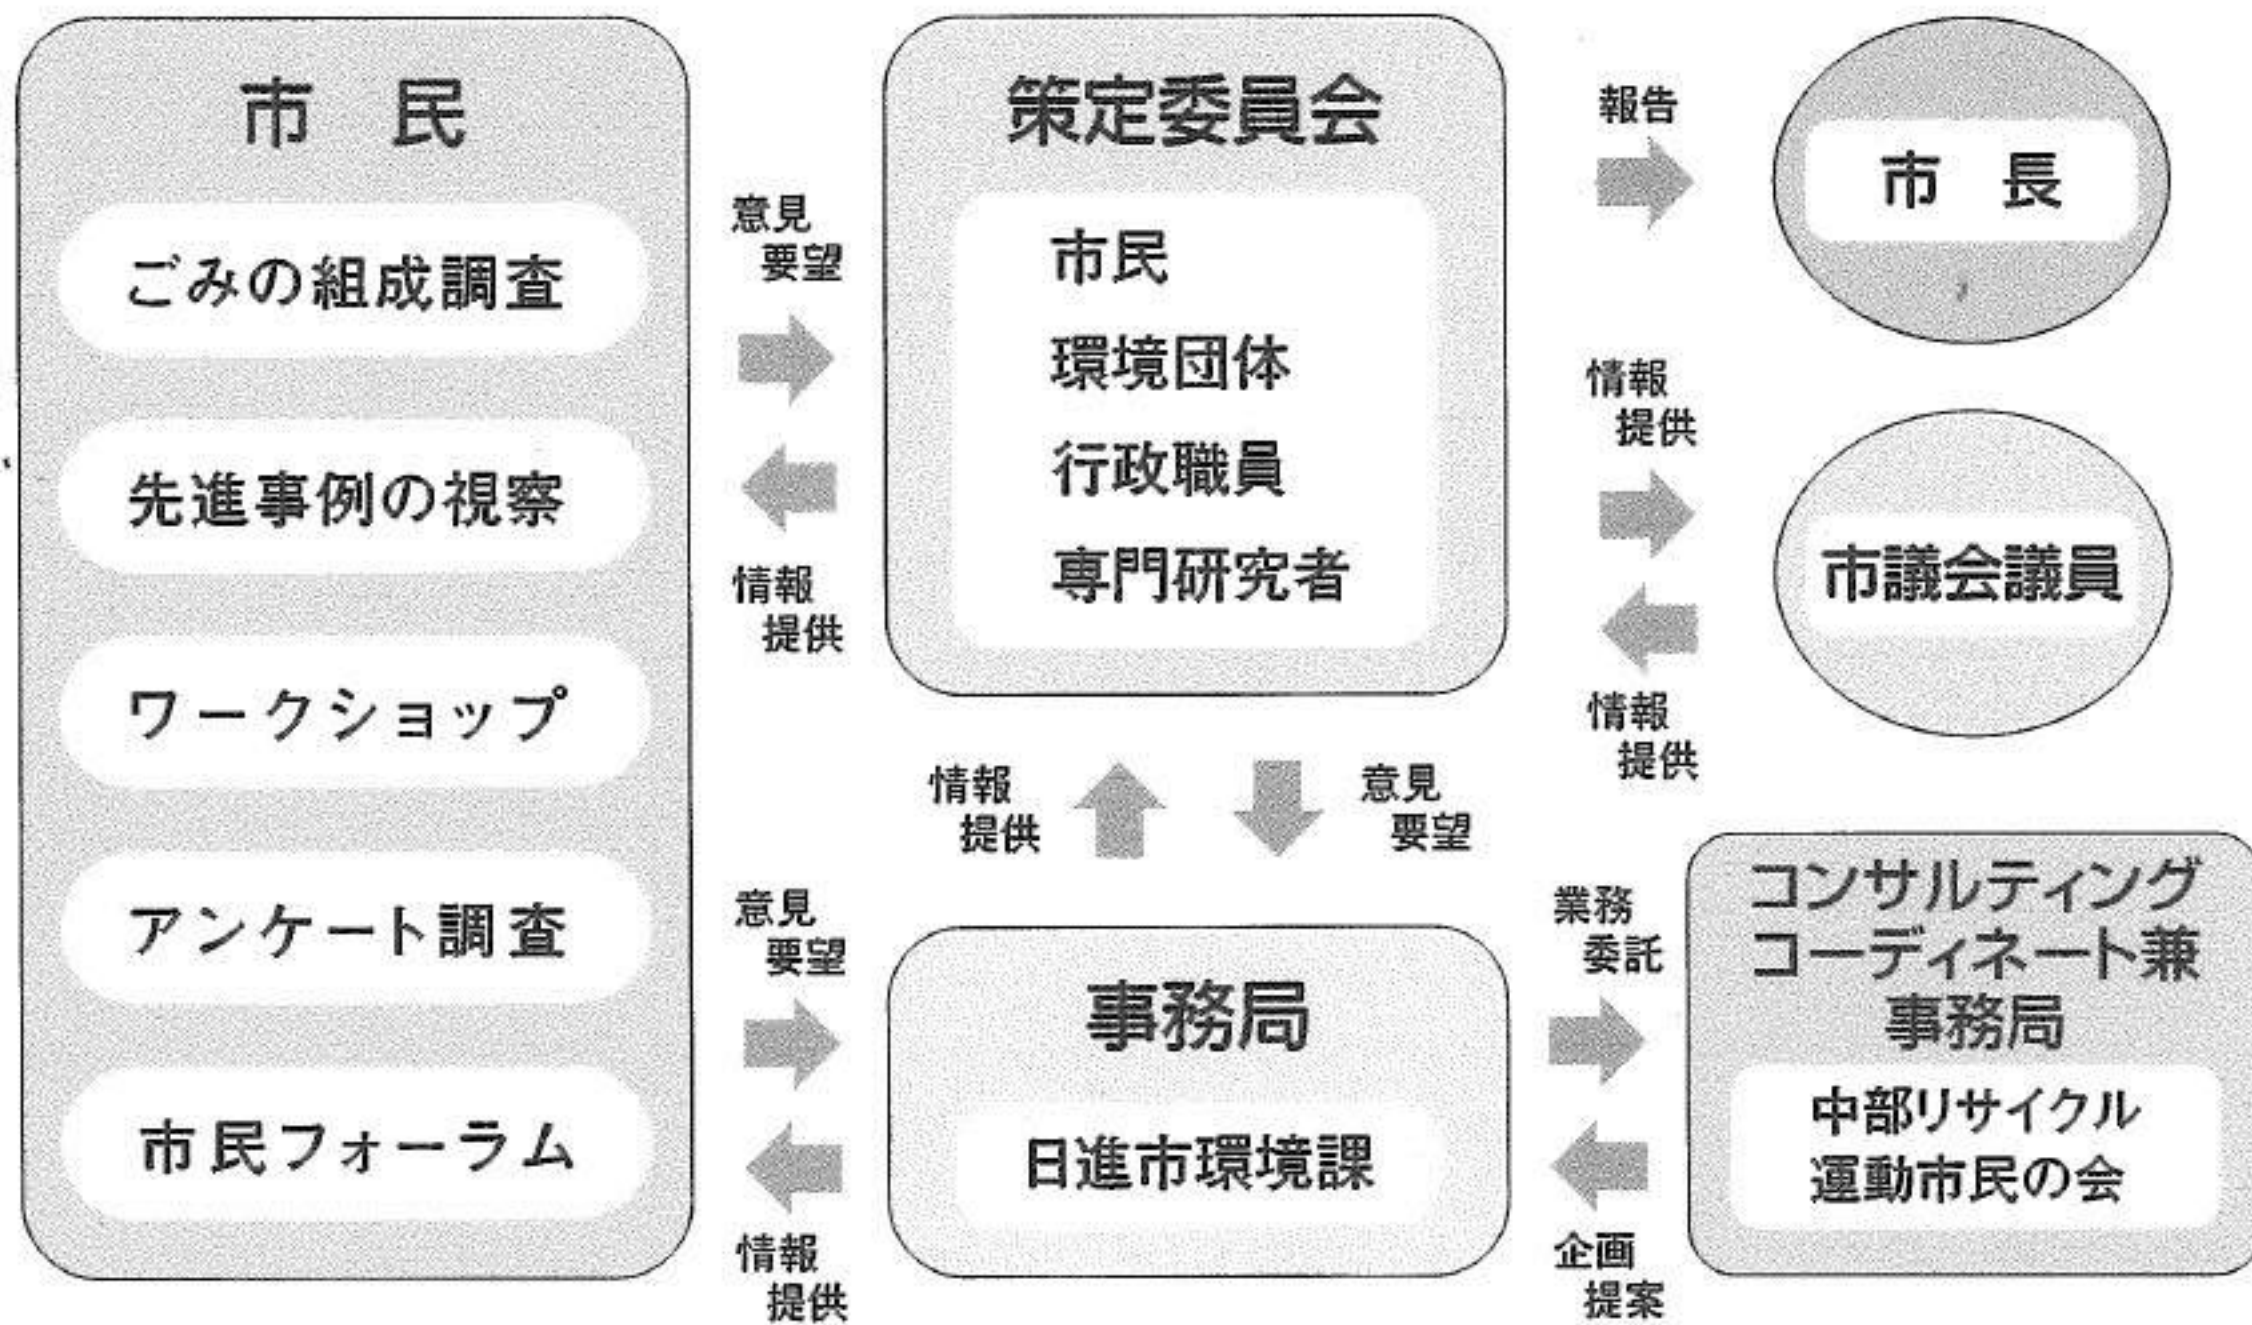 市 民
ごみの組成調査
先進事例の視察
ワークショップ
アンケート調査
市民フォーラム
意見
要望
情報
提供
意見
要望
情報
提供
策定委員会
市民
環境団体
行政職員
専門研究者
情報
提供
意見
要望
事務局
日進市環境課
報告
市 長
情報
提供
市議会議員
情報
提供
業務
委託
企画
提案
コンサルティング
コーディネート兼
事務局
中部リサイクル
運動市民の会